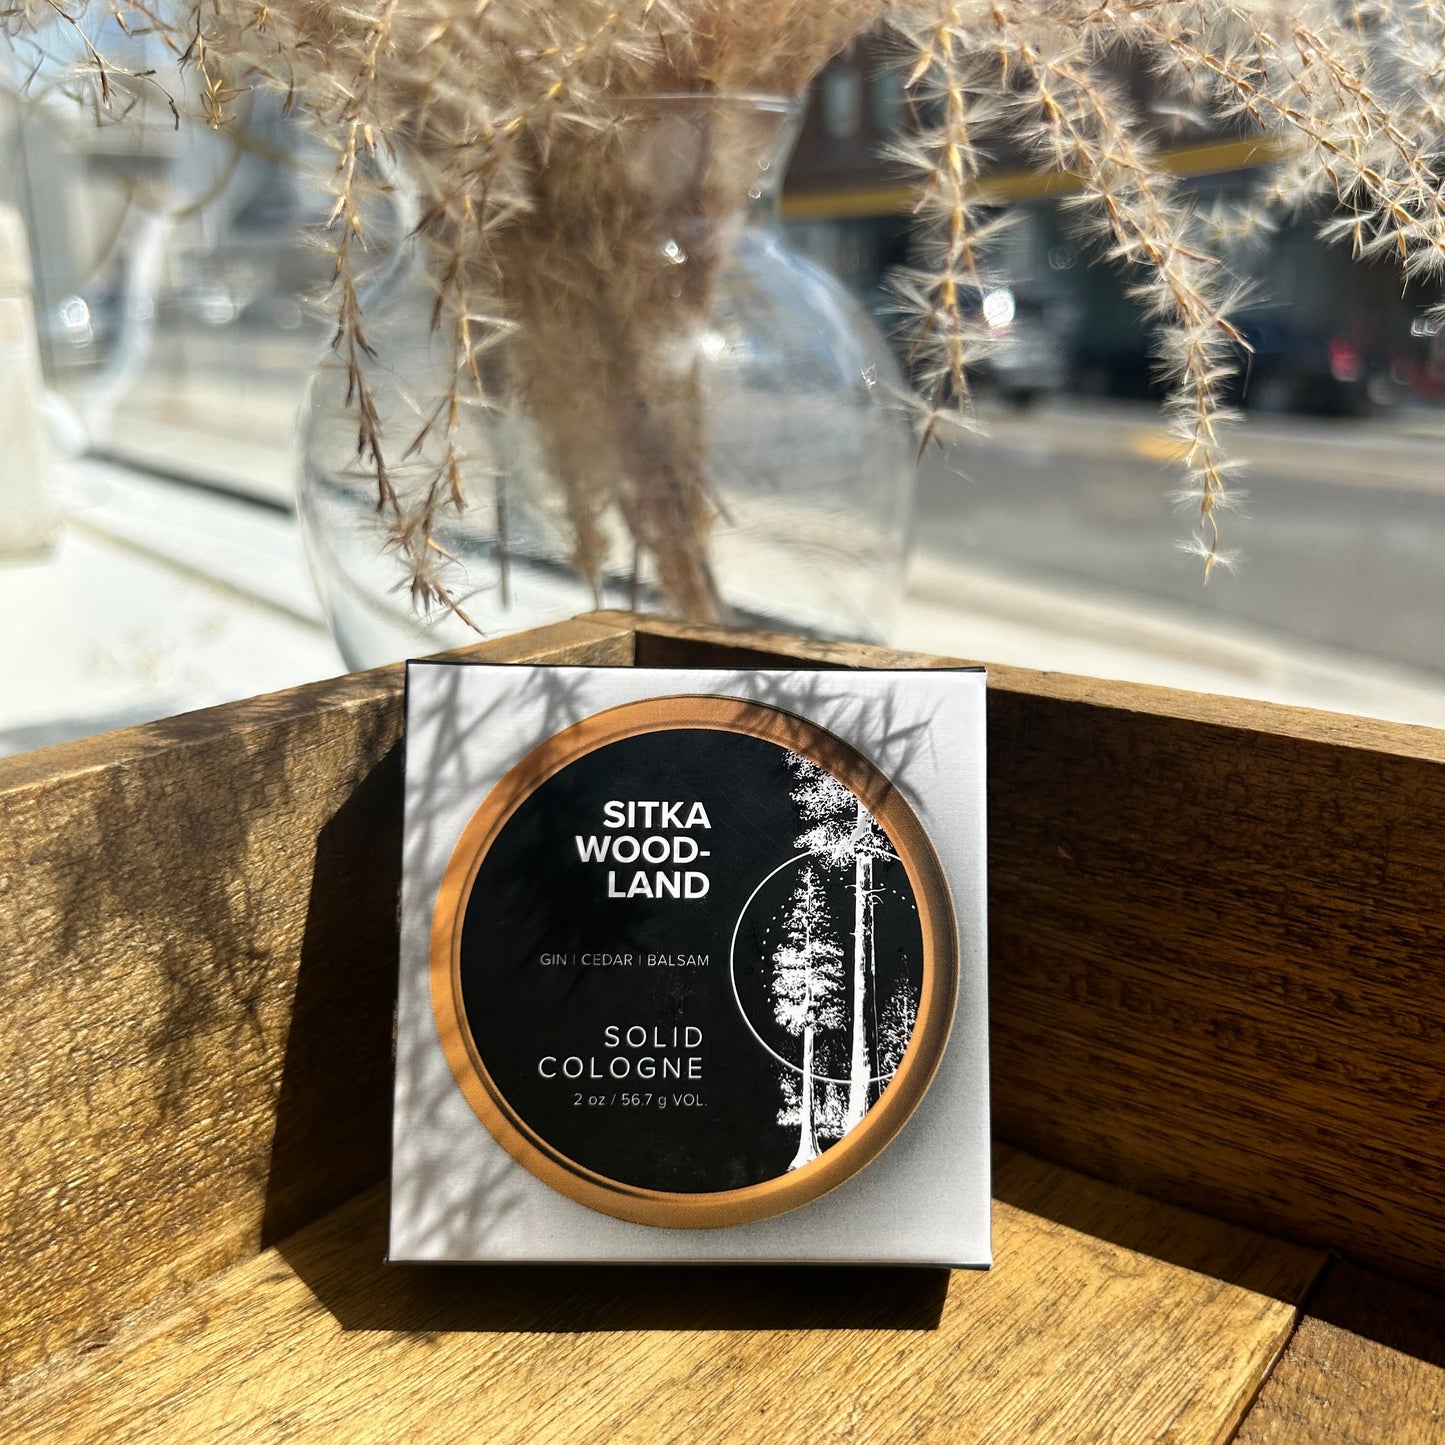 SITKA
WOOD-
LAND
GIN | CEDAR | BALSAM
SOLID
COLOGNE
2 oz / 56.7 g VOL.